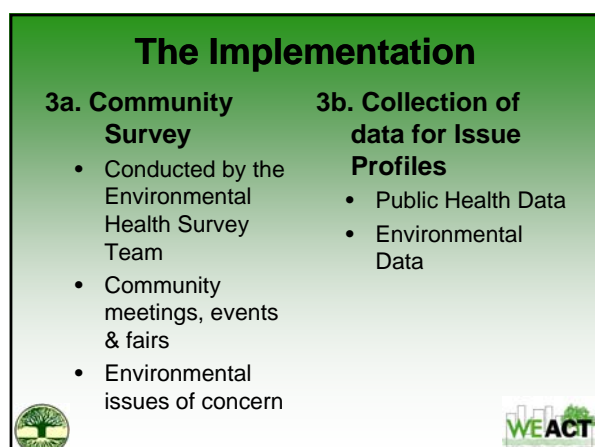 The Implementation
3a. Community
Survey
• Conducted by the
Environmental
Health Survey
Team
• Community
meetings, events
& fairs
• Environmental
issues of concern
3b. Collection of
data for Issue
Profiles
• Public Health Data
• Environmental
Data
WEACT